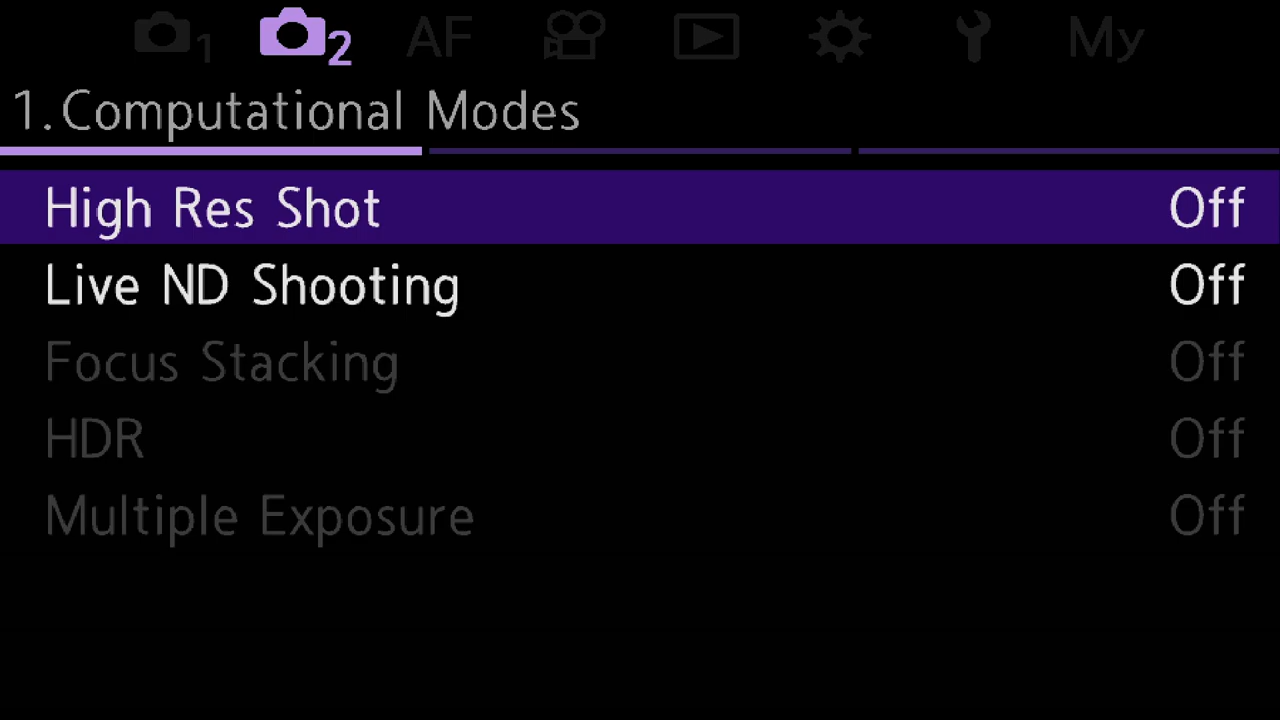 1 2 AF My
1. Computational Modes
High Res Shot Off
Live ND Shooting Off
Focus Stacking Off
HDR Off
Multiple Exposure Off